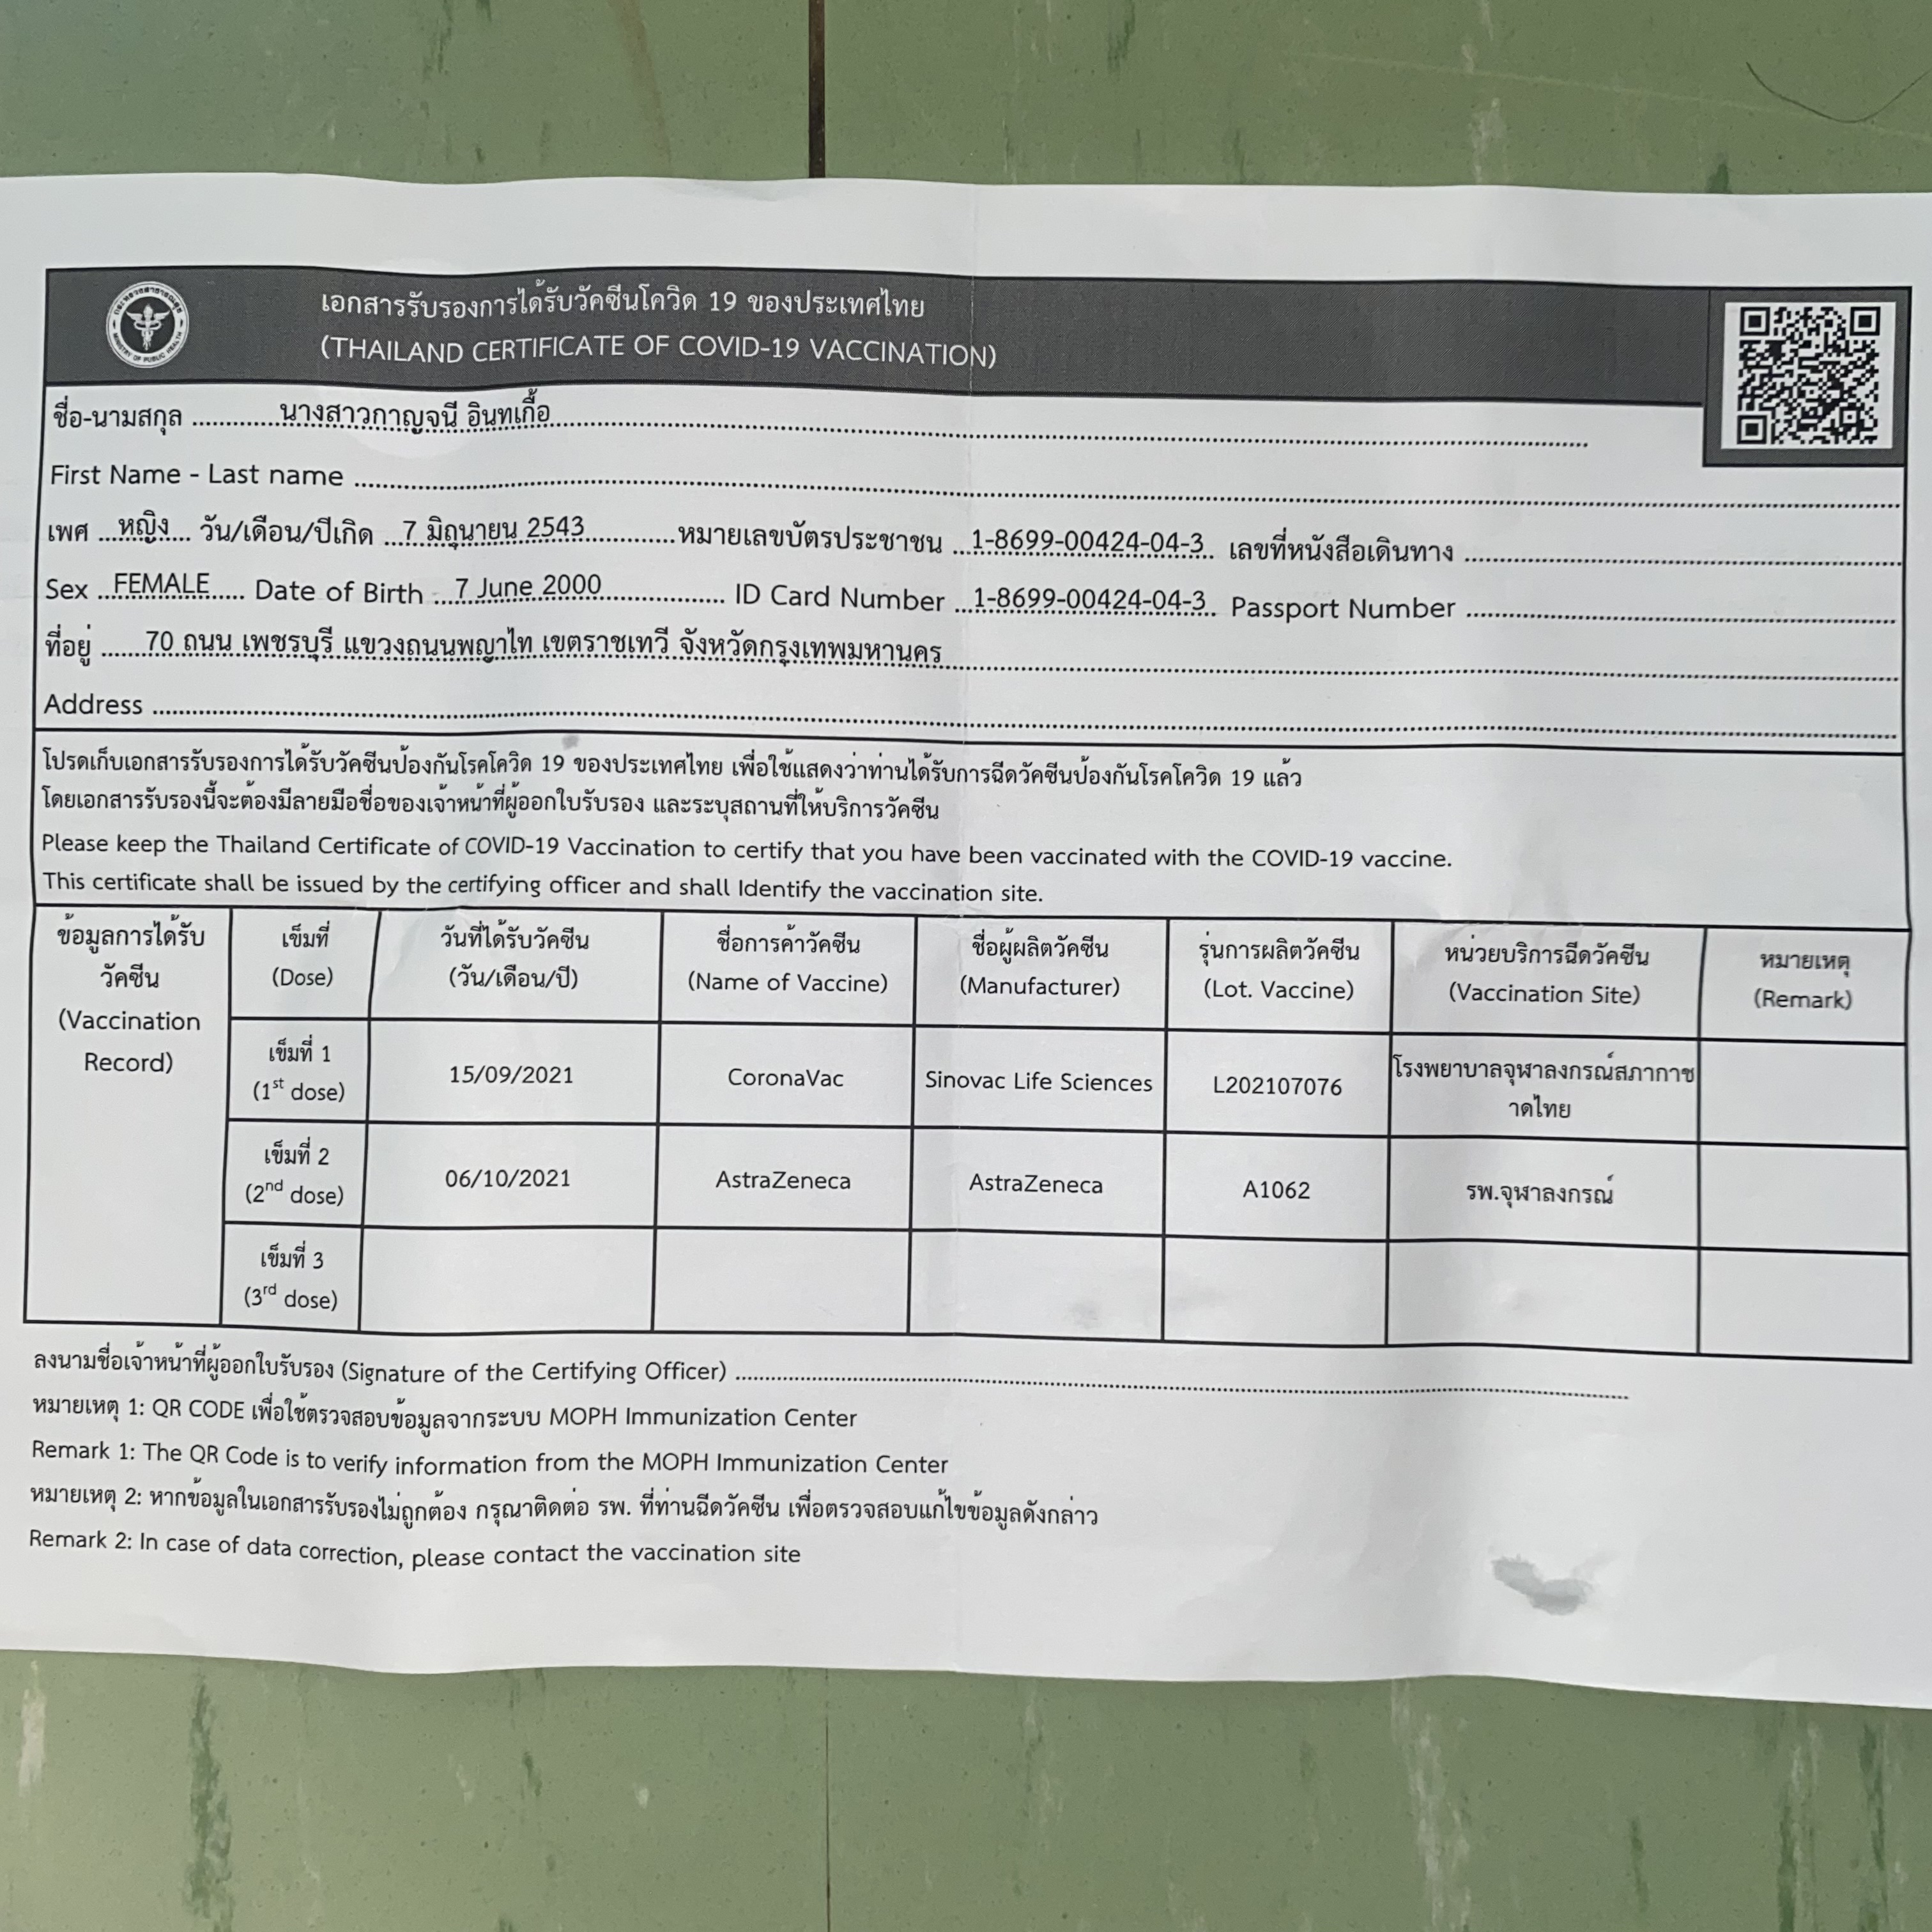 เอกสารรับรองการได้รับวัคซีนโควิด 19 ของประเทศไทย
(THAILAND CERTIFICATE OF COVID-19 VACCINATION)
MINISTRY OF PUBLIC HEALTH
ชื่อ-นามสกุล นางสาวกาญจนี อินทเกื้อ
First Name - Last name
เพศ หญิง วัน/เดือน/ปีเกิด 7 มิถุนายน 2543 หมายเลขบัตรประชาชน 1-8699-00424-04-3 เลขที่หนังสือเดินทาง
Sex FEMALE Date of Birth 7 June 2000 ID Card Number 1-8699-00424-04-3 Passport Number
ที่อยู่ 70 ถนน เพชรบุรี แขวงถนนพญาไท เขตราชเทวี จังหวัดกรุงเทพมหานคร
Address
โปรดเก็บเอกสารรับรองการได้รับวัคซีนป้องกันโรคโควิด 19 ของประเทศไทย เพื่อใช้แสดงว่าท่านได้รับการฉีดวัคซีนป้องกันโรคโควิด 19 แล้ว
โดยเอกสารรับรองนี้จะต้องมีลายมือชื่อของเจ้าหน้าที่ผู้ออกใบรับรอง และระบุสถานที่ให้บริการวัคซีน
Please keep the Thailand Certificate of COVID-19 Vaccination to certify that you have been vaccinated with the COVID-19 vaccine.
This certificate shall be issued by the certifying officer and shall Identify the vaccination site.
ข้อมูลการได้รับ
วัคซีน
(Vaccination
Record)
เข็มที่
(Dose)
วันที่ได้รับวัคซีน
(วัน/เดือน/ปี)
ชื่อการค้าวัคซีน
(Name of Vaccine)
ชื่อผู้ผลิตวัคซีน
(Manufacturer)
รุ่นการผลิตวัคซีน
(Lot. Vaccine)
หน่วยบริการฉีดวัคซีน
(Vaccination Site)
หมายเหตุ
(Remark)
เข็มที่ 1
(1st dose)
15/09/2021
CoronaVac
Sinovac Life Sciences
L202107076
โรงพยาบาลจุฬาลงกรณ์สภากาช
าดไทย
เข็มที่ 2
(2nd dose)
06/10/2021
AstraZeneca
AstraZeneca
A1062
รพ.จุฬาลงกรณ์
เข็มที่ 3
(3rd dose)
ลงนามชื่อเจ้าหน้าที่ผู้ออกใบรับรอง (Signature of the Certifying Officer)
หมายเหตุ 1: QR CODE เพื่อใช้ตรวจสอบข้อมูลจากระบบ MOPH Immunization Center
Remark 1: The QR Code is to verify information from the MOPH Immunization Center
หมายเหตุ 2: หากข้อมูลในเอกสารรับรองไม่ถูกต้อง กรุณาติดต่อ รพ. ที่ท่านฉีดวัคซีน เพื่อตรวจสอบแก้ไขข้อมูลดังกล่าว
Remark 2: In case of data correction, please contact the vaccination site